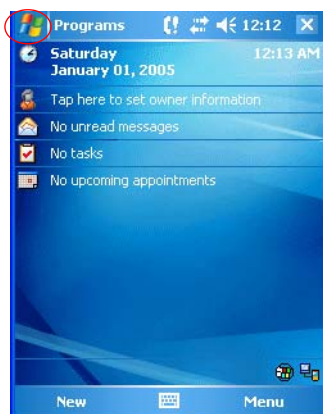 Programs 12:12
Saturday 12:13 AM
January 01, 2005
Tap here to set owner information
No unread messages
No tasks
No upcoming appointments
New Menu